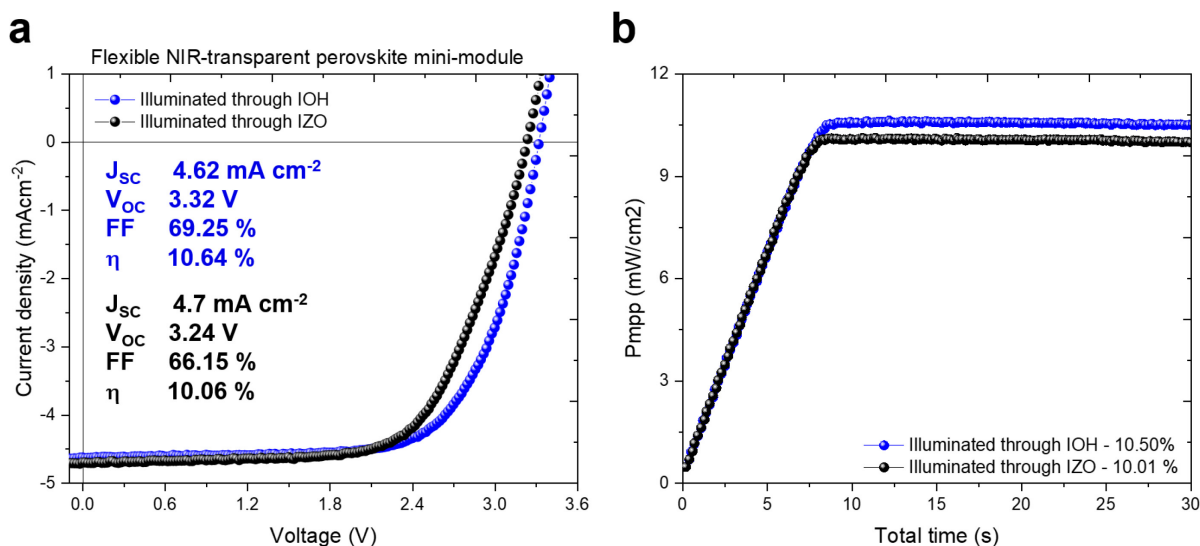 a
Flexible NIR-transparent perovskite mini-module
1
0
-1
-2
-3
-4
-5
Current density (mAcm⁻²)
Illuminated through IOH
Illuminated through IZO
J_SC 4.62 mA cm⁻²
V_OC 3.32 V
FF 69.25 %
η 10.64 %
J_SC 4.7 mA cm⁻²
V_OC 3.24 V
FF 66.15 %
η 10.06 %
0.0 0.6 1.2 1.8 2.4 3.0 3.6
Voltage (V)
b
12
9
6
3
0
Pmpp (mW/cm2)
Illuminated through IOH - 10.50%
Illuminated through IZO - 10.01 %
0 5 10 15 20 25 30
Total time (s)